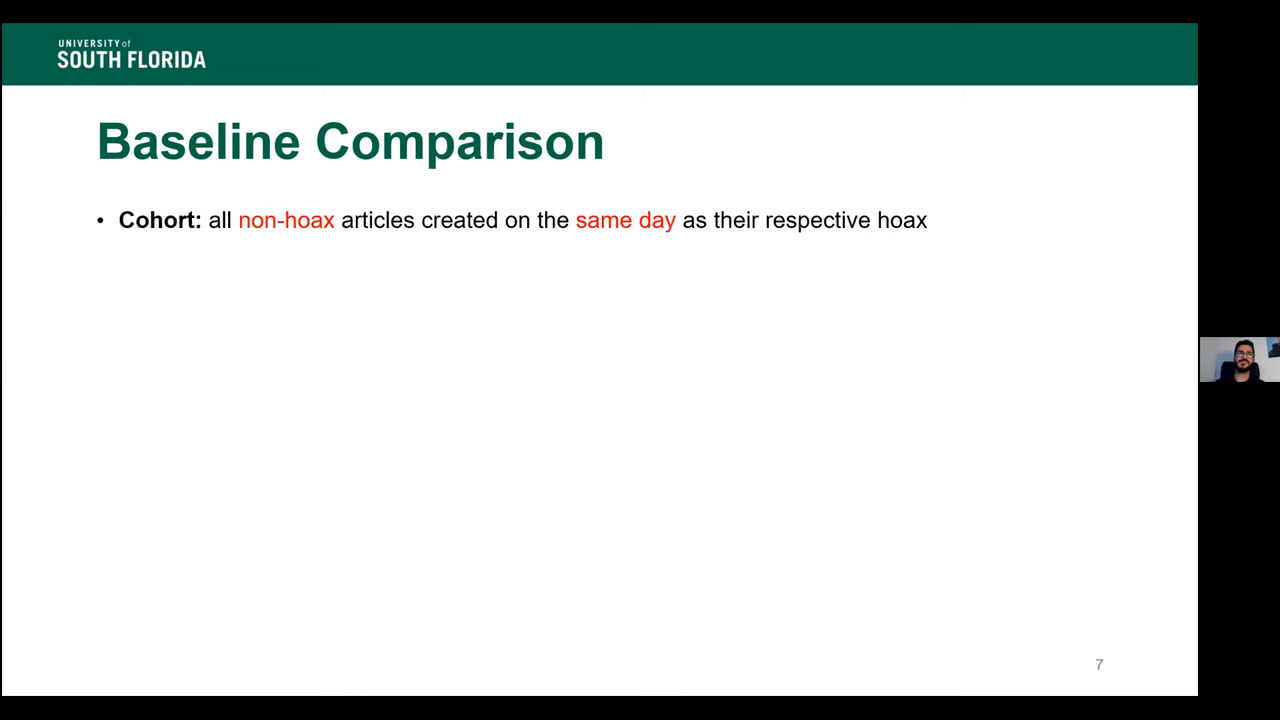 UNIVERSITY of
SOUTH FLORIDA
Baseline Comparison
• Cohort: all non-hoax articles created on the same day as their respective hoax
7